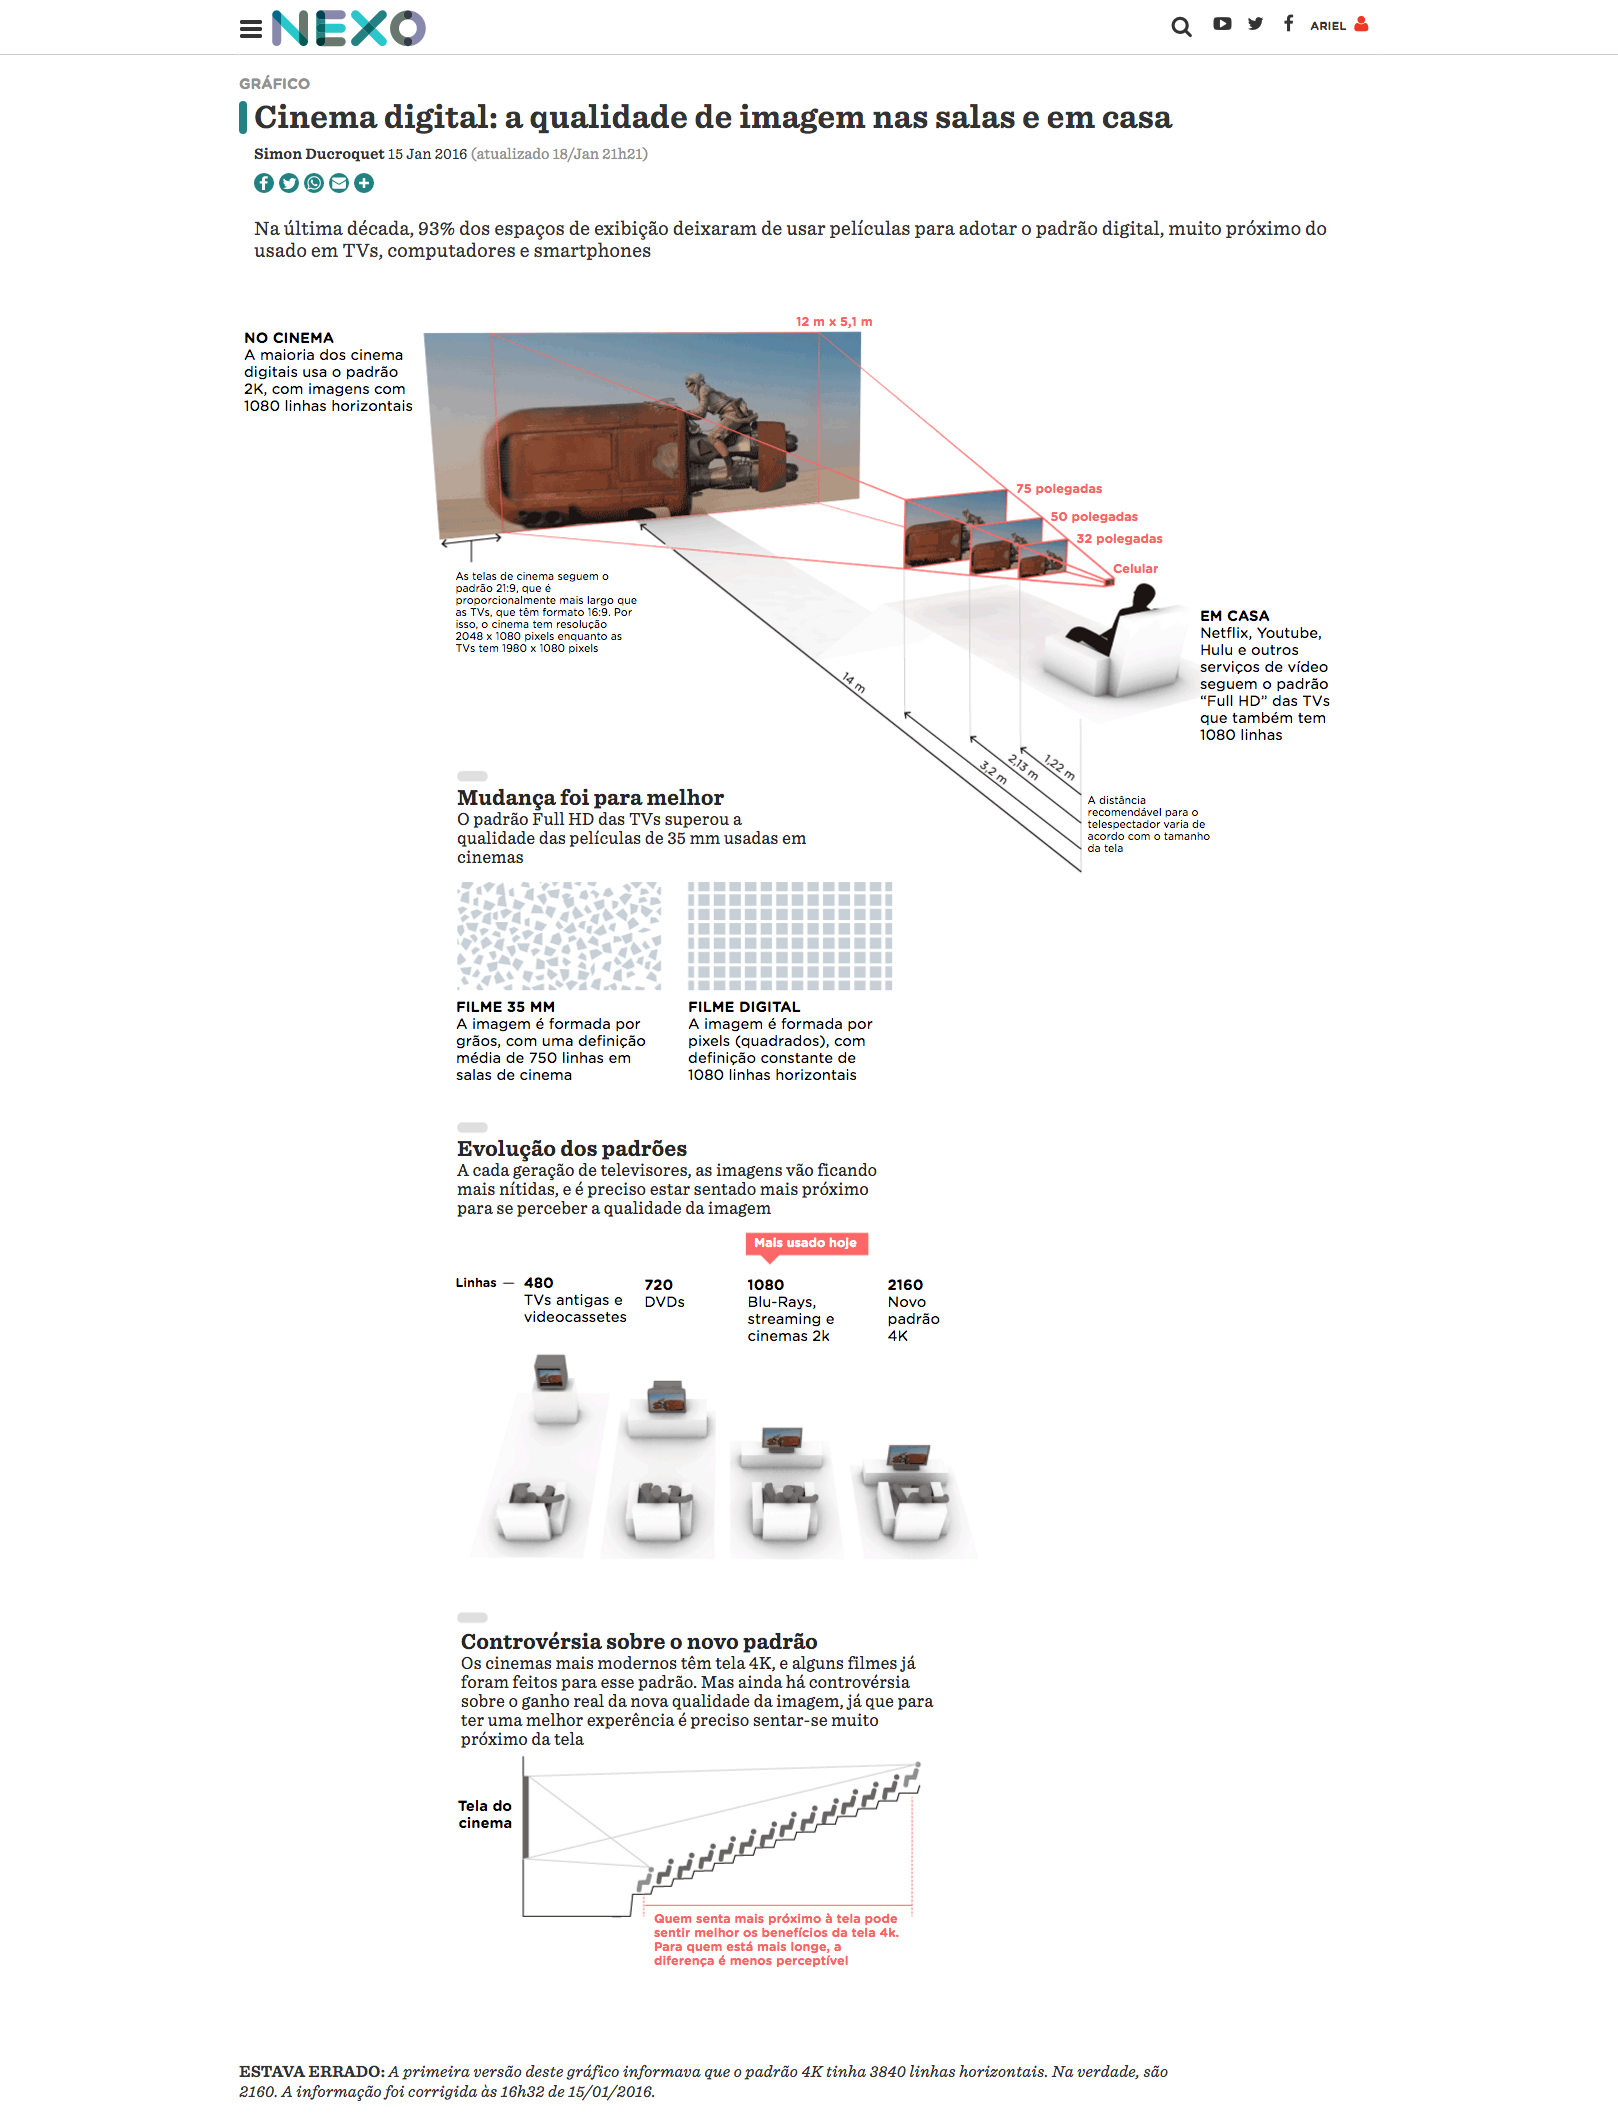 NEXO
ARIEL
GRÁFICO
Cinema digital: a qualidade de imagem nas salas e em casa
Simon Ducroquet 15 Jan 2016 (atualizado 18/Jan 21h21)
Na última década, 93% dos espaços de exibição deixaram de usar películas para adotar o padrão digital, muito próximo do
usado em TVs, computadores e smartphones
NO CINEMA
A maioria dos cinema
digitais usa o padrão
2K, com imagens com
1080 linhas horizontais
12 m x 5,1 m
75 polegadas
50 polegadas
32 polegadas
Celular
As telas de cinema seguem o
padrão 21:9, que é
proporcionalmente mais largo que
as TVs, que têm formato 16:9. Por
isso, o cinema tem resolução
2048 x 1080 pixels enquanto as
TVs tem 1980 x 1080 pixels
EM CASA
Netflix, Youtube,
Hulu e outros
serviços de vídeo
seguem o padrão
“Full HD” das TVs
que também tem
1080 linhas
14 m
3,2 m
2,13 m
1,22 m
A distância
recomendável para o
telespectador varia de
acordo com o tamanho
da tela
Mudança foi para melhor
O padrão Full HD das TVs superou a
qualidade das películas de 35 mm usadas em
cinemas
FILME 35 MM
A imagem é formada por
grãos, com uma definição
média de 750 linhas em
salas de cinema
FILME DIGITAL
A imagem é formada por
pixels (quadrados), com
definição constante de
1080 linhas horizontais
Evolução dos padrões
A cada geração de televisores, as imagens vão ficando
mais nítidas, e é preciso estar sentado mais próximo
para se perceber a qualidade da imagem
Mais usado hoje
Linhas —
480
TVs antigas e
videocassetes
720
DVDs
1080
Blu-Rays,
streaming e
cinemas 2k
2160
Novo
padrão
4K
Controvérsia sobre o novo padrão
Os cinemas mais modernos têm tela 4K, e alguns filmes já
foram feitos para esse padrão. Mas ainda há controvérsia
sobre o ganho real da nova qualidade da imagem, já que para
ter uma melhor experência é preciso sentar-se muito
próximo da tela
Tela do
cinema
Quem senta mais próximo à tela pode
sentir melhor os benefícios da tela 4k.
Para quem está mais longe, a
diferença é menos perceptível
ESTAVA ERRADO: A primeira versão deste gráfico informava que o padrão 4K tinha 3840 linhas horizontais. Na verdade, são
2160. A informação foi corrigida às 16h32 de 15/01/2016.